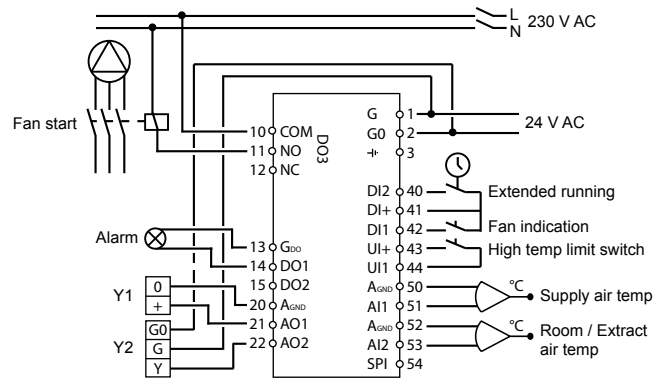 L
N
230 V AC
Fan start
10 COM
11 NO
12 NC
DO3
G 1
G0 2
3
24 V AC
DI2 40 Extended running
DI+ 41
DI1 42 Fan indication
UI+ 43 High temp limit switch
UI1 44
Alarm
13 GDO
14 DO1
15 DO2
20 AGND
21 AO1
22 AO2
Y1 0
+
Y2 G0
G
Y
AGND 50
AI1 51
°C
Supply air temp
AGND 52
AI2 53
°C
Room / Extract
air temp
SPI 54